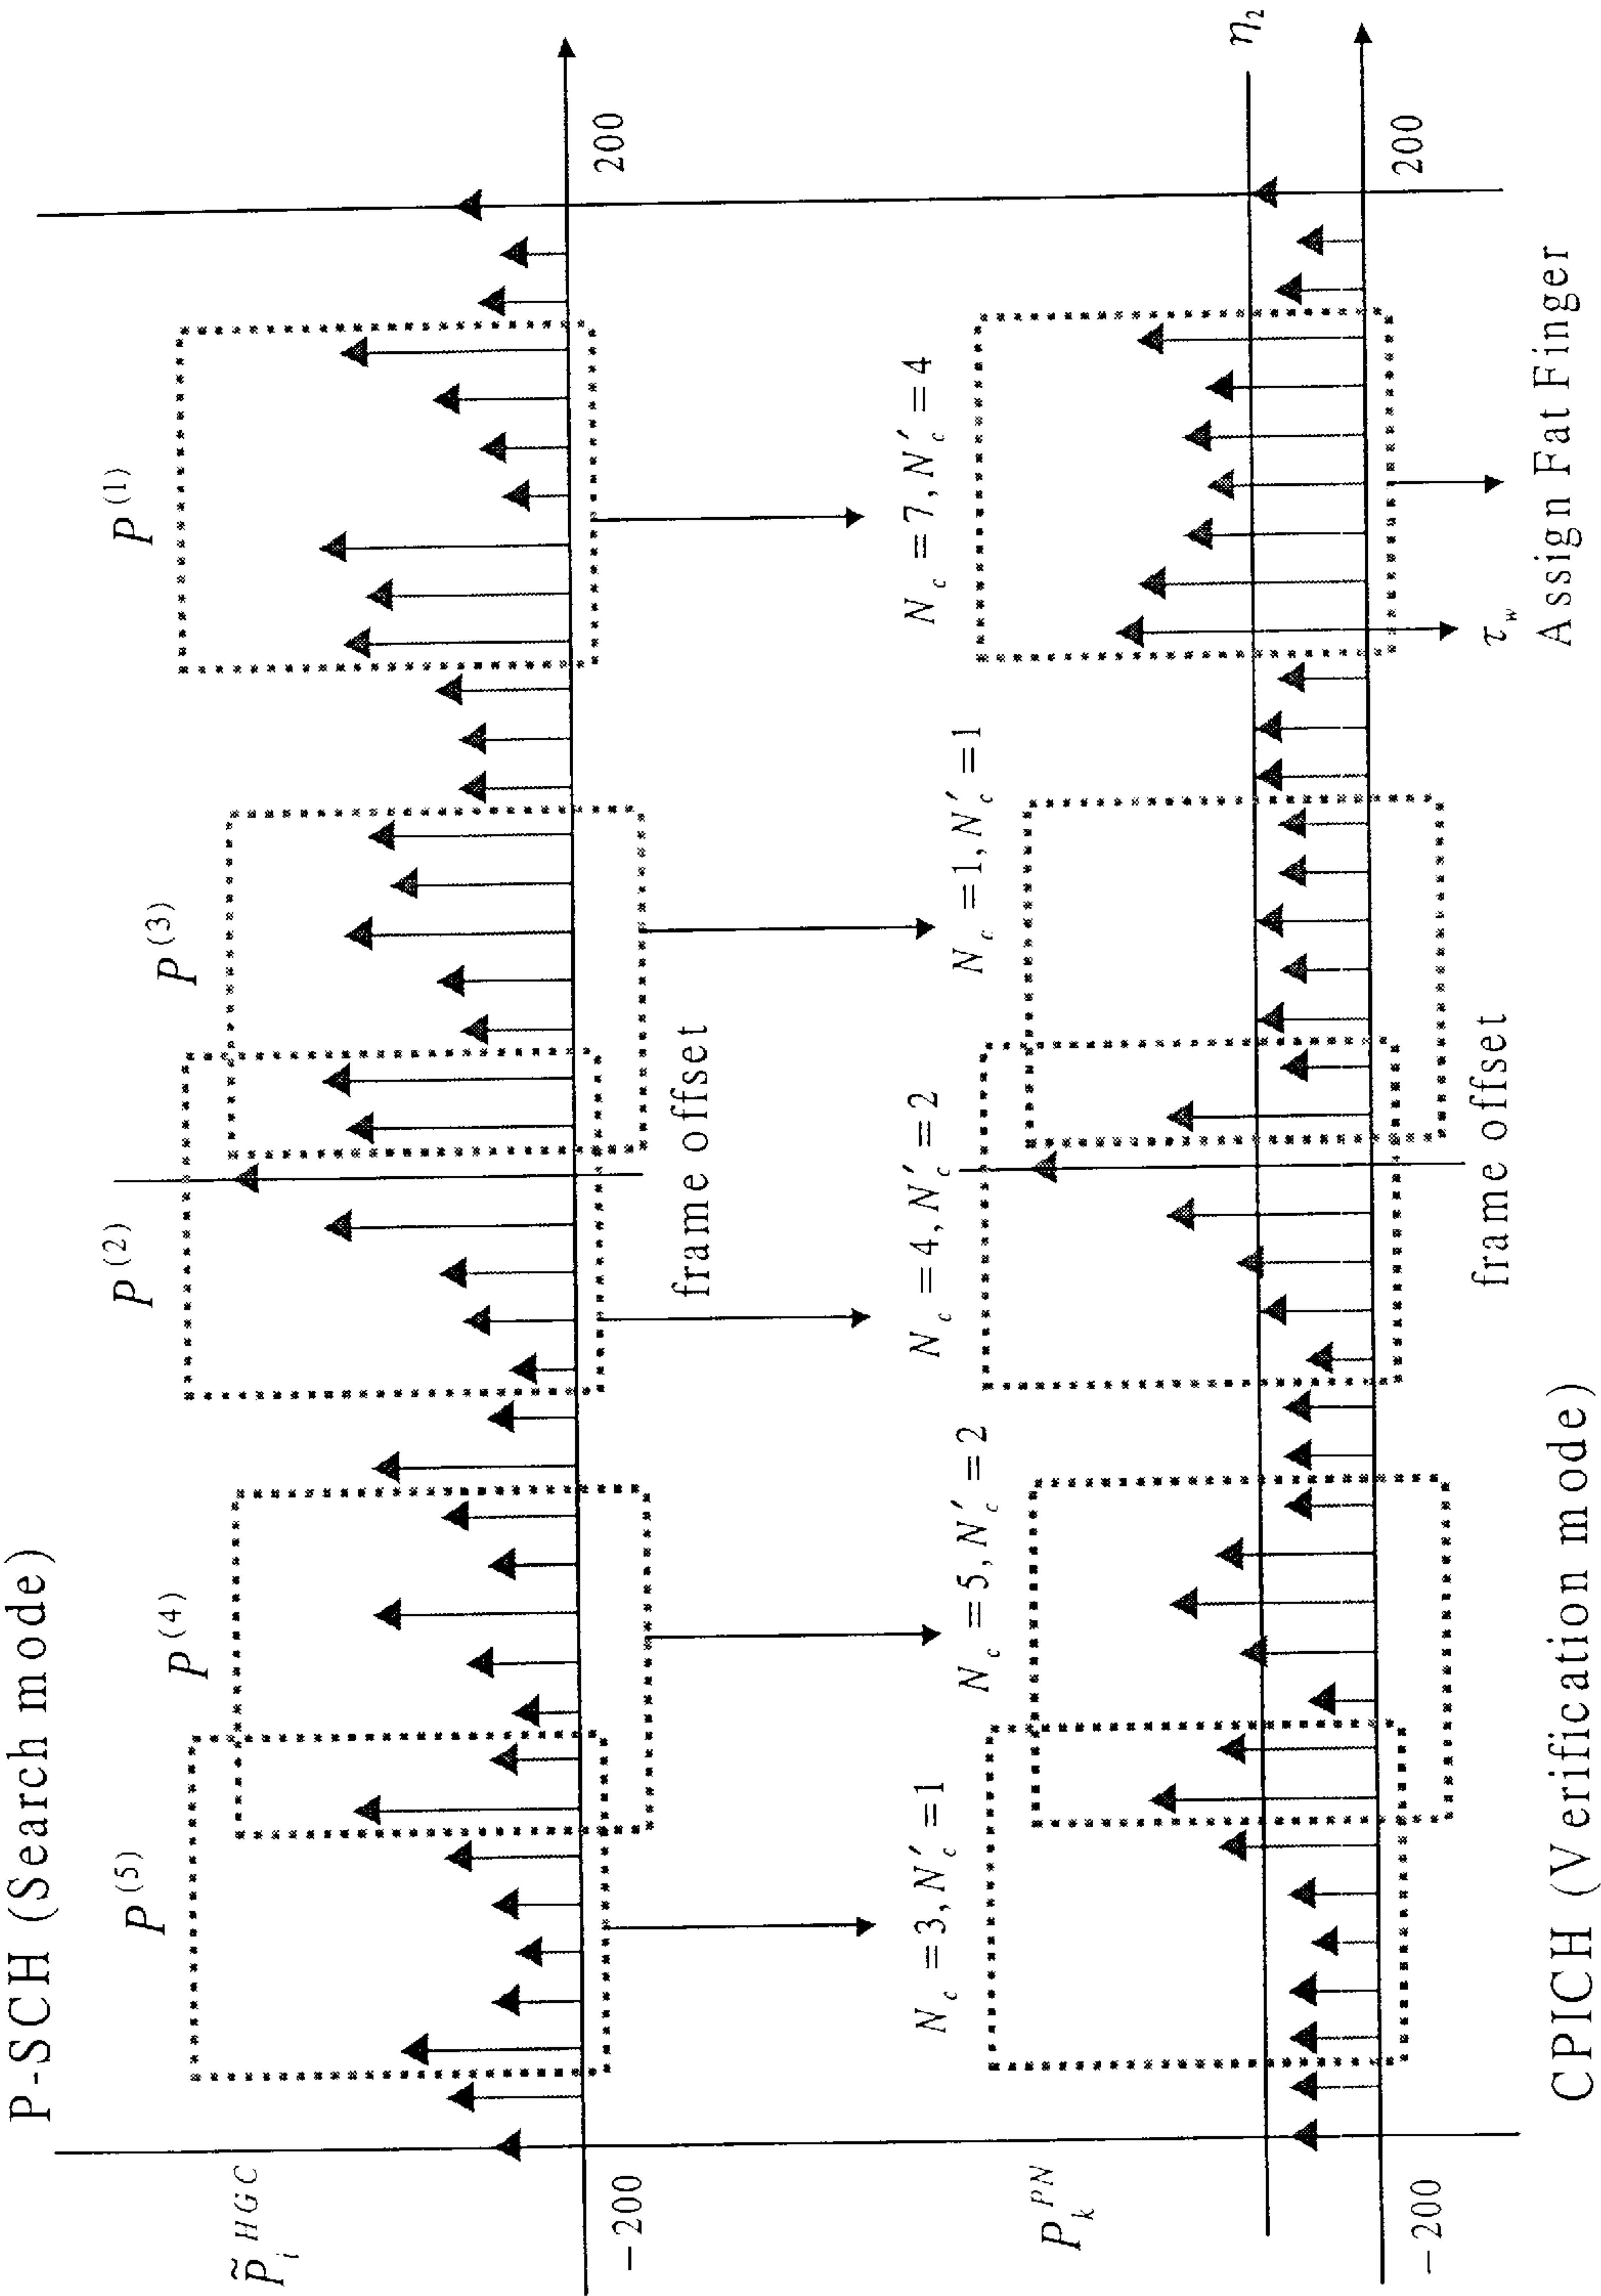 P-SCH (Search mode)
P̃ᵢ^HGC
P^(5)
P^(4)
P^(2)
P^(3)
P^(1)
-200
frame offset
200
N_c=3, N′_c=1
N_c=5, N′_c=2
N_c=4, N′_c=2
N_c=1, N′_c=1
N_c=7, N′_c=4
P_k^PN
η₂
-200
frame offset
200
τ_w
Assign Fat Finger
CPICH (Verification mode)